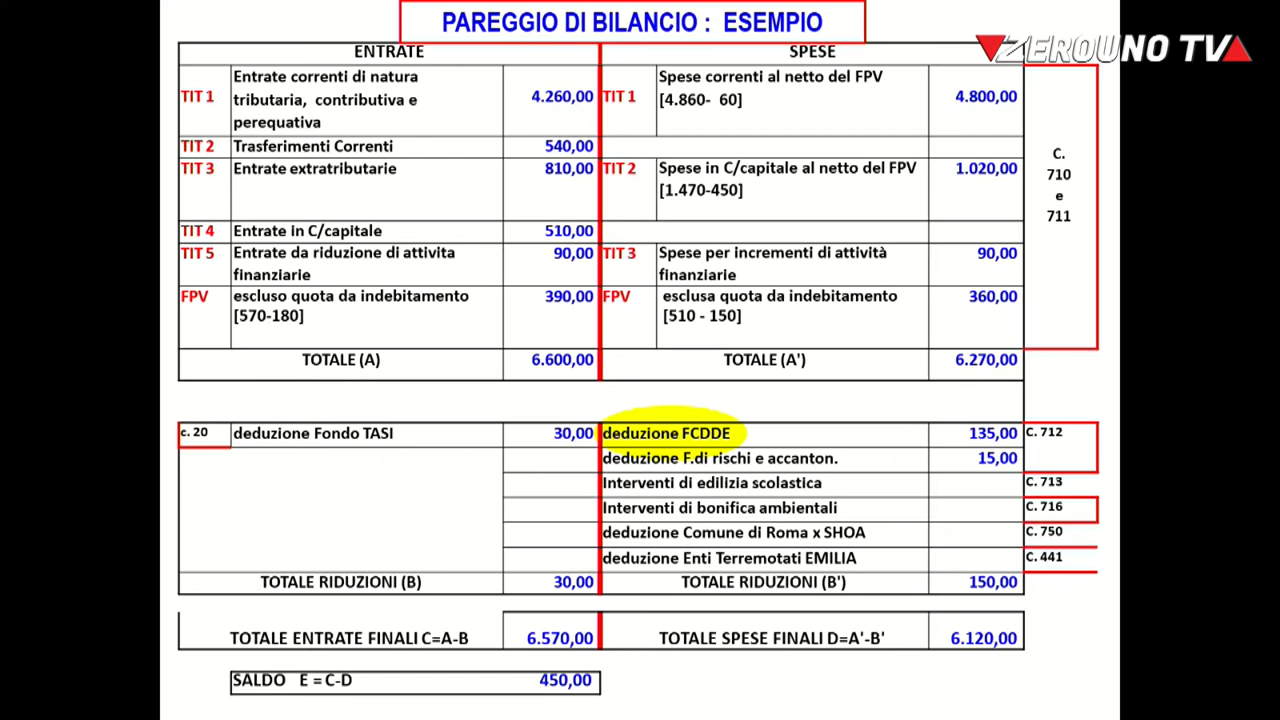 PAREGGIO DI BILANCIO : ESEMPIO
ZEROUNO TV
ENTRATE SPESE
TIT 1 Entrate correnti di natura tributaria, contributiva e perequativa 4.260,00 TIT 1 Spese correnti al netto del FPV [4.860- 60] 4.800,00
TIT 2 Trasferimenti Correnti 540,00
TIT 3 Entrate extratributarie 810,00 TIT 2 Spese in C/capitale al netto del FPV [1.470-450] 1.020,00
C.
710
e
711
TIT 4 Entrate in C/capitale 510,00
TIT 5 Entrate da riduzione di attivita finanziarie 90,00 TIT 3 Spese per incrementi di attività finanziarie 90,00
FPV escluso quota da indebitamento [570-180] 390,00 FPV esclusa quota da indebitamento [510 - 150] 360,00
TOTALE (A) 6.600,00 TOTALE (A') 6.270,00
c. 20 deduzione Fondo TASI 30,00 deduzione FCDDE 135,00 C. 712
deduzione F.di rischi e accanton. 15,00
Interventi di edilizia scolastica C. 713
Interventi di bonifica ambientali C. 716
deduzione Comune di Roma x SHOA C. 750
deduzione Enti Terremotati EMILIA C. 441
TOTALE RIDUZIONI (B) 30,00 TOTALE RIDUZIONI (B') 150,00
TOTALE ENTRATE FINALI C=A-B 6.570,00 TOTALE SPESE FINALI D=A'-B' 6.120,00
SALDO E = C-D 450,00